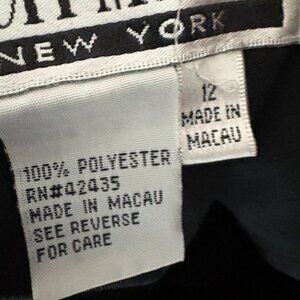 NEW YORK
12
MADE IN
MACAU
100% POLYESTER
RN#42435
MADE IN MACAU
SEE REVERSE
FOR CARE